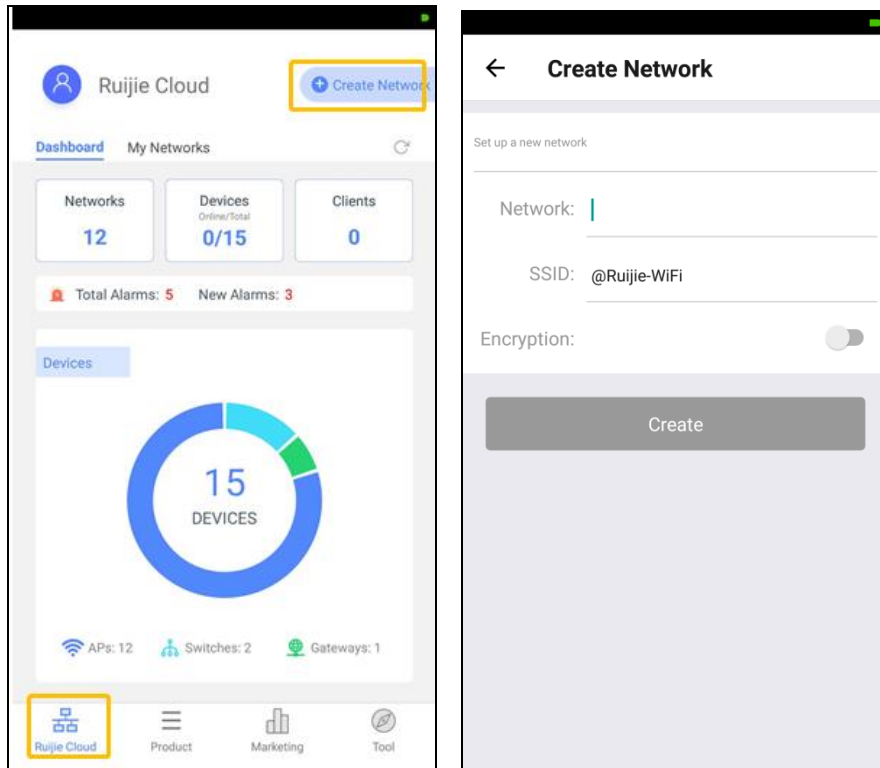 Ruijie Cloud
Create Network
Dashboard My Networks
Networks
12
Devices
Online/Total
0/15
Clients
0
Total Alarms: 5 New Alarms: 3
Devices
15
DEVICES
APs: 12 Switches: 2 Gateways: 1
Ruijie Cloud Product Marketing Tool
Create Network
Set up a new network
Network:
SSID: @Ruijie-WiFi
Encryption:
Create